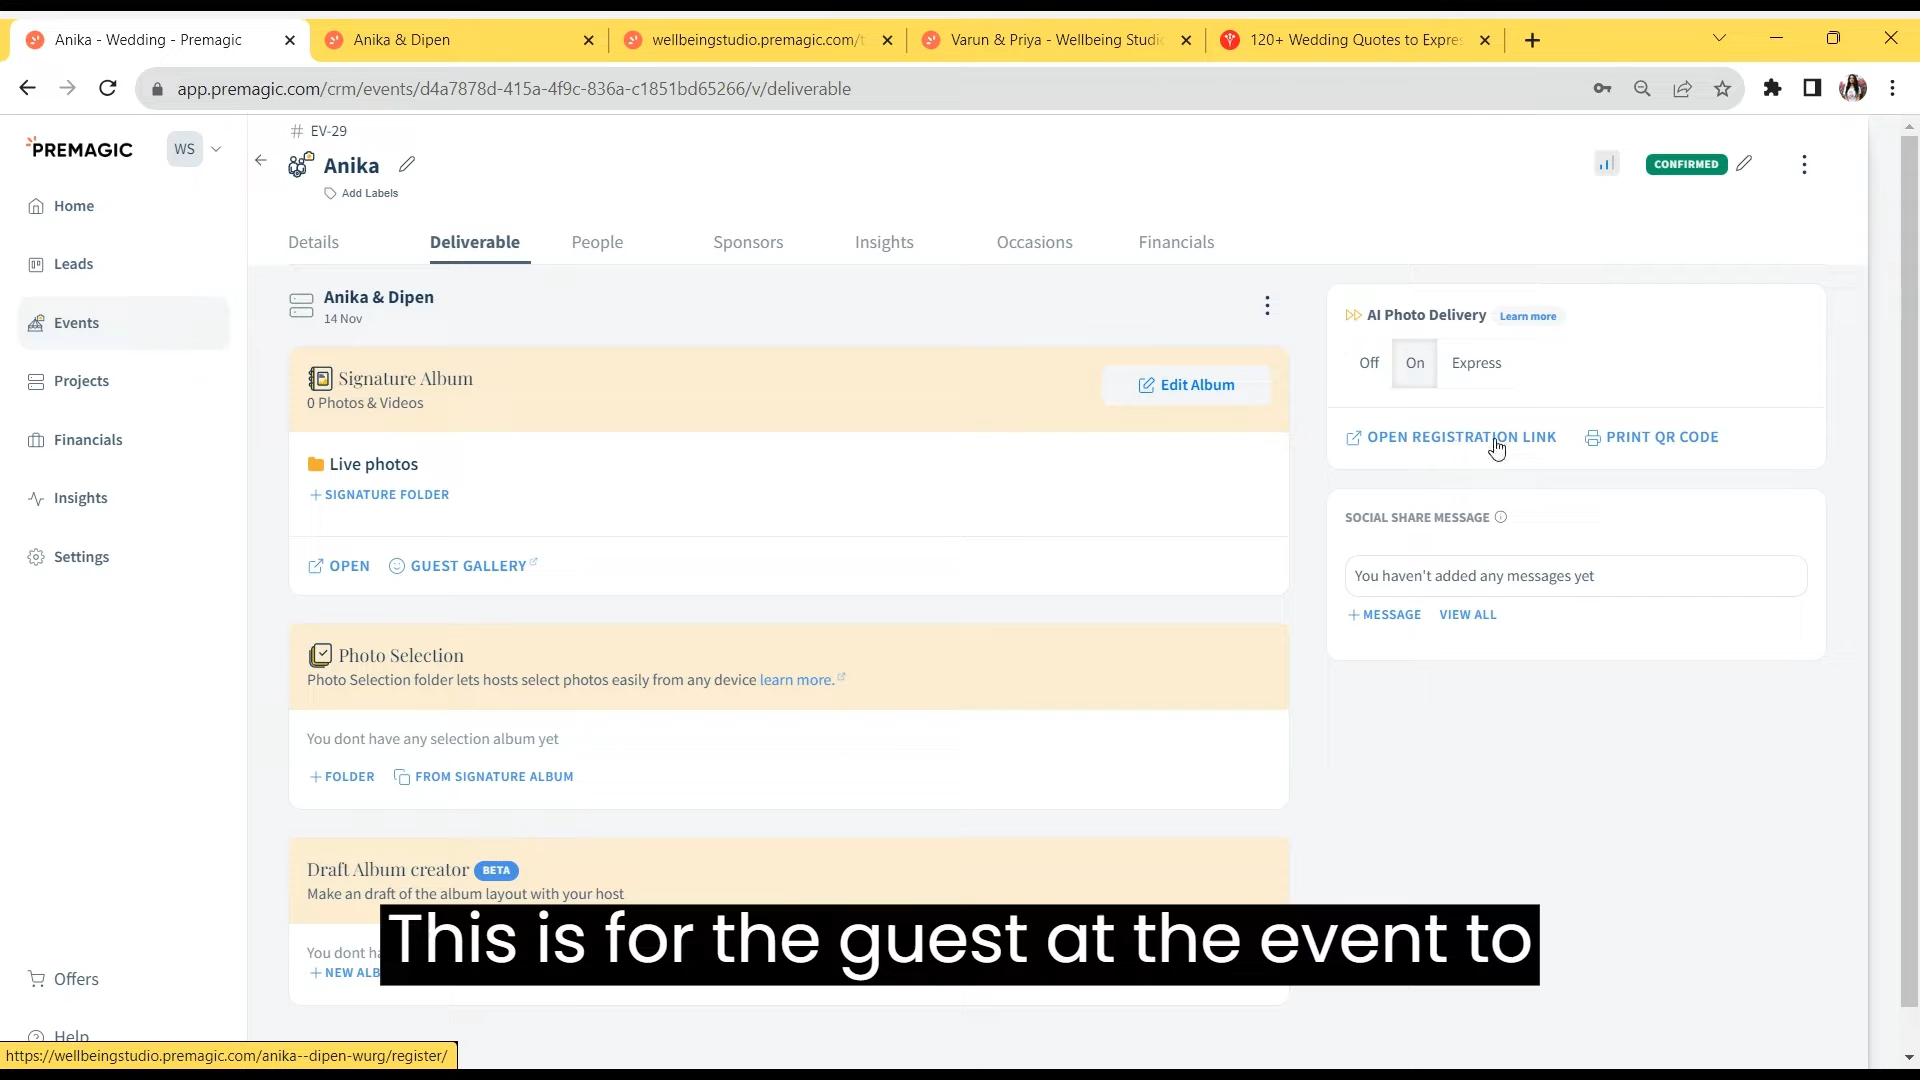 Anika - Wedding - Premagic
Anika & Dipen
wellbeingstudio.premagic.com/t
Varun & Priya - Wellbeing Studi
120+ Wedding Quotes to Expre
app.premagic.com/crm/events/d4a7878d-415a-4f9c-836a-c1851bd65266/v/deliverable
PREMAGIC
WS
# EV-29
Anika
Add Labels
CONFIRMED
Home
Leads
Events
Projects
Financials
Insights
Settings
Offers
Help
Details
Deliverable
People
Sponsors
Insights
Occasions
Financials
Anika & Dipen
14 Nov
Signature Album
0 Photos & Videos
Edit Album
Live photos
+ SIGNATURE FOLDER
OPEN
GUEST GALLERY
Photo Selection
Photo Selection folder lets hosts select photos easily from any device learn more.
You dont have any selection album yet
+ FOLDER
FROM SIGNATURE ALBUM
Draft Album creator BETA
Make an draft of the album layout with your host
You dont ha
+ NEW ALB
AI Photo Delivery Learn more
Off
On
Express
OPEN REGISTRATION LINK
PRINT QR CODE
SOCIAL SHARE MESSAGE
You haven't added any messages yet
+ MESSAGE
VIEW ALL
This is for the guest at the event to
https://wellbeingstudio.premagic.com/anika--dipen-wurg/register/